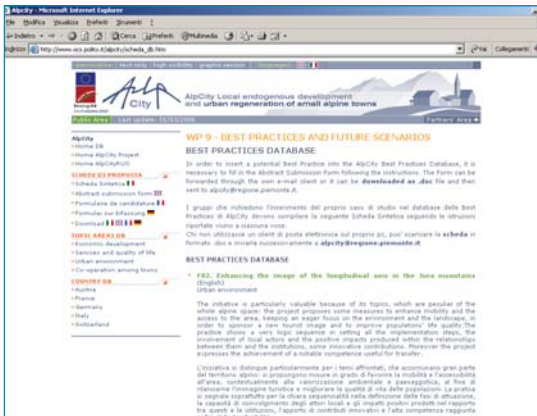 Alpcity - Microsoft Internet Explorer
File Modifica Visualizza Preferiti Strumenti ?
Indietro Cerca Preferiti Multimedia
Indirizzo http://www.ocs.polito.it/alpcity/scheda_db.htm Vai Collegamenti
text only | high visibility | graphic version | languages:
Alp City
AlpCity Local endogenous development
and urban regeneration of small alpine towns
Public Area Last update: Partners' Area
AlpCity
Home DB
Home AlpCity Project
Home AlpCity
SCHEDE DI PROPOSTA
Scheda Sintetica
Abstract submission form
Formulaire de candidature
Formular zur Erfassung
Download
TOPIC AREAS DB
Economic development
Services and quality of life
Urban environment
Co-operation among towns
COUNTRY DB
Austria
France
Germany
Italy
Switzerland
WP 9 - BEST PRACTICES AND FUTURE SCENARIOS
BEST PRACTICES DATABASE
In order to insert a potential Best Practice into the AlpCity Best Practices Database, it is
necessary to fill in the Abstract Submission Form following the instructions. The Form can be
forwarded through the own e-mail client or it can be downloaded as .doc file and then
sent to alpcity@regione.piemonte.it.
I gruppi che richiedono l'inserimento del proprio caso di studio nel database delle Best
Practices di AlpCity devono compilare la seguente Scheda Sintetica seguendo le istruzioni
riportate vicino a ciascuna voce.
Chi non utilizzasse un client di posta elettronica sul proprio pc, puo' scaricare la scheda in
formato .doc e inviarla successivamente a alpcity@regione.piemonte.it
BEST PRACTICES DATABASE
FR2. Enhancing the image of the longitudinal axis in the Jura mountains
(English)
Urban environment
The initiative is particularly valuable because of its topics, which are peculiar of the
whole alpine space: the project proposes some measures to enhance mobility and the
access to the area, keeping an eager focus on the environment and the landscape, in
order to sponsor a new tourist image and to improve populations' life quality.The
practice shows a very logic sequence in setting all the implementation steps, the
involvement of local actors and the positive impacts produced within the relationships
between them and the institutions, some innovative contributions. Moreover the project
expresses the achievement of a notable competence useful for transfer.
L'iniziativa si distingue particolarmente per i temi affrontati, che accomunano gran parte
del territorio alpino: si propongono misure in grado di favorire la mobilità e l'accessibilità
all'area, contestualmente alla valorizzazione ambientale e paesaggistica, al fine di
rilanciarne l'immagine turistica e migliorare la qualità di vita delle popolazioni. La pratica
si segnala soprattutto per la chiara sequenzialità nella definizione delle fasi di attuazione,
la capacità di coinvolgimento degli attori locali e gli impatti positivi prodotti nel rapporto
tra questi e le istituzioni, l'apporto di contributi innovativi e l'alta competenza raggiunta